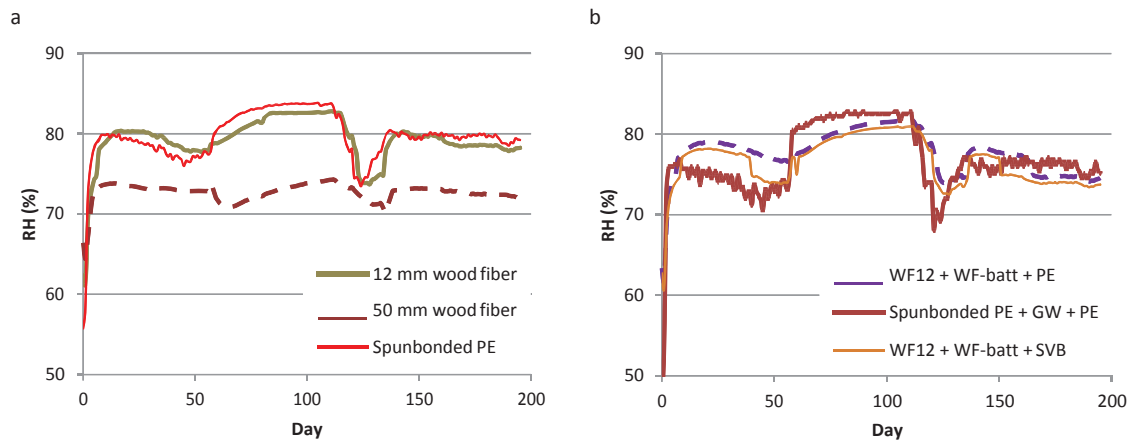 a
90
80
70
60
50
RH (%)
0
50
100
150
200
Day
12 mm wood fiber
50 mm wood fiber
Spunbonded PE
b
90
80
70
60
50
RH (%)
0
50
100
150
200
Day
WF12 + WF-batt + PE
Spunbonded PE + GW + PE
WF12 + WF-batt + SVB